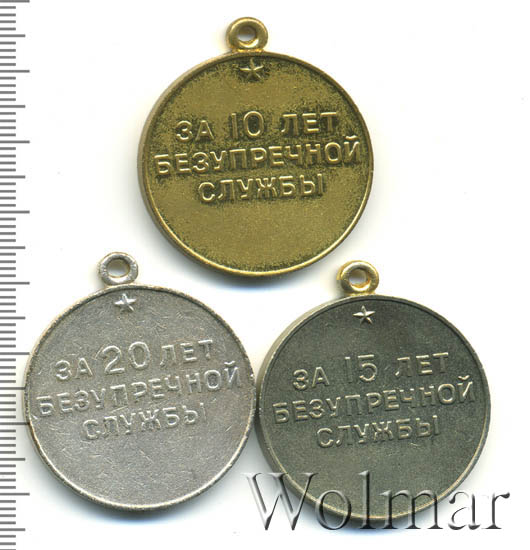 ЗА 10 ЛЕТ
БЕЗУПРЕЧНОЙ
СЛУЖБЫ
ЗА 20 ЛЕТ
БЕЗУПРЕЧНОЙ
СЛУЖБЫ
ЗА 15 ЛЕТ
БЕЗУПРЕЧНОЙ
СЛУЖБЫ
Wolmar